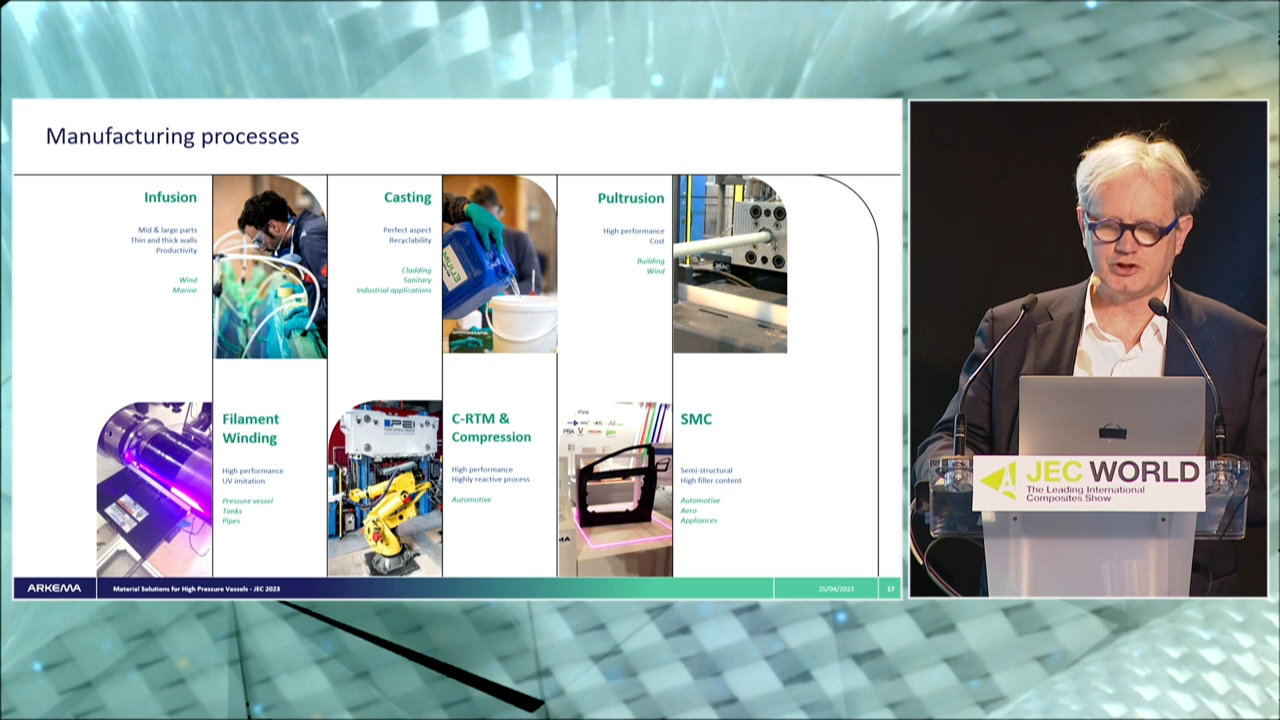 Manufacturing processes
Infusion
Mid & large parts
Thin and thick walls
Productivity
Wind
Marine
Casting
Perfect aspect
Recyclability
Cladding
Sanitary
Industrial applications
ELIUM
Pultrusion
High performance
Cost
Building
Wind
Filament
Winding
High performance
UV imitation
Pressure vessel
Tanks
Pipes
PEI
C-RTM &
Compression
High performance
Highly reactive process
Automotive
SMC
Semi-structural
High filler content
Automotive
Aero
Appliances
ARKEMA
Material Solutions for High Pressure Vessels - JEC 2023
25/04/2023
17
JEC WORLD
The Leading International
Composites Show